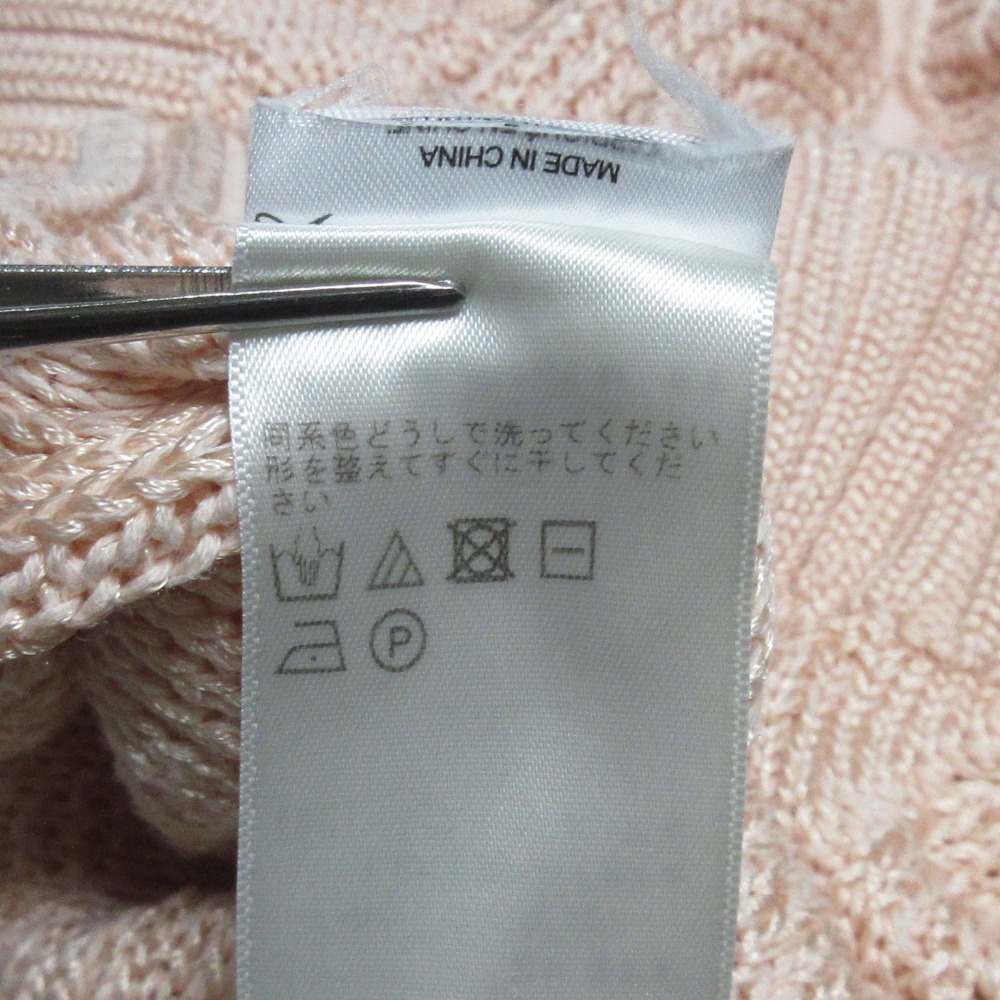 MADE IN CHINA
同系色どうしで洗ってください
形を整えてすぐに干してくだ
さい
P